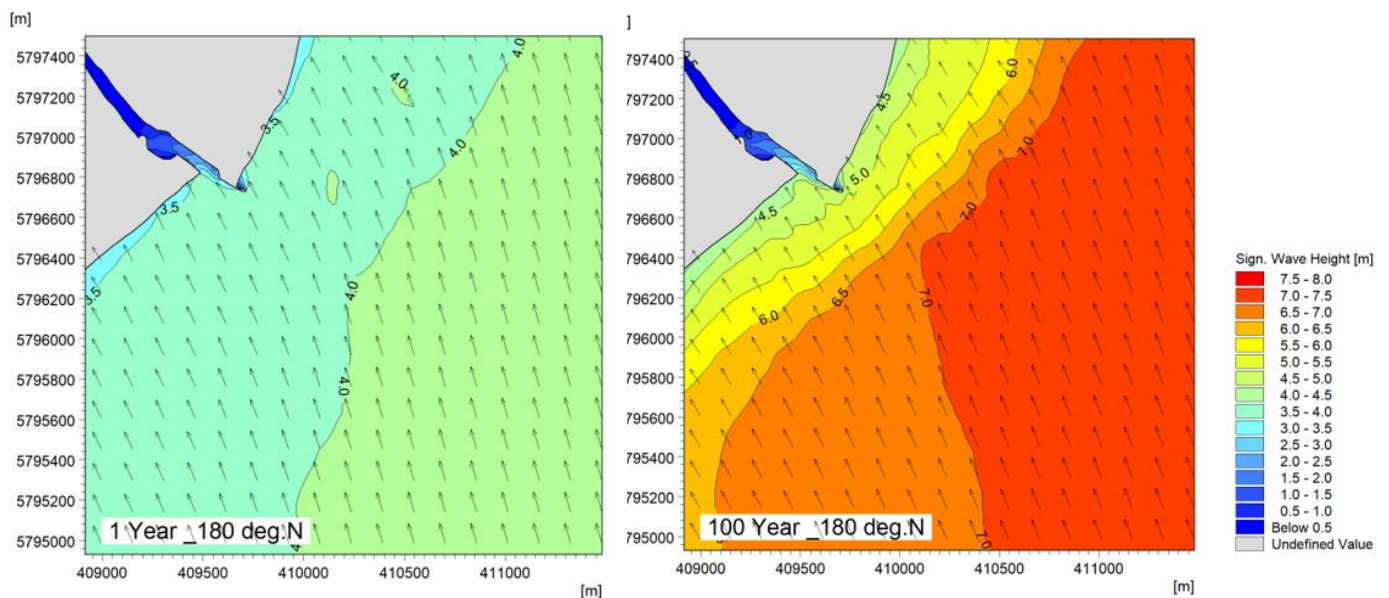 [m]
5797400
5797200
5797000
5796800
5796600
5796400
5796200
5796000
5795800
5795600
5795400
5795200
5795000
409000 409500 410000 410500 411000
[m]
4.0
4.0
3.5
4.0
3.5
4.0
3.5
4.0
4
1 Year _180 deg.N
]
797400
797200
797000
796800
796600
796400
796200
796000
795800
795600
795400
795200
795000
409000 409500 410000 410500 411000
[m]
6.0
4.5
7.0
5.0
4.5
7.0
6.5
7.0
6.0
7.0
100 Year _180 deg.N
Sign. Wave Height [m]
7.5 - 8.0
7.0 - 7.5
6.5 - 7.0
6.0 - 6.5
5.5 - 6.0
5.0 - 5.5
4.5 - 5.0
4.0 - 4.5
3.5 - 4.0
3.0 - 3.5
2.5 - 3.0
2.0 - 2.5
1.5 - 2.0
1.0 - 1.5
0.5 - 1.0
Below 0.5
Undefined Value